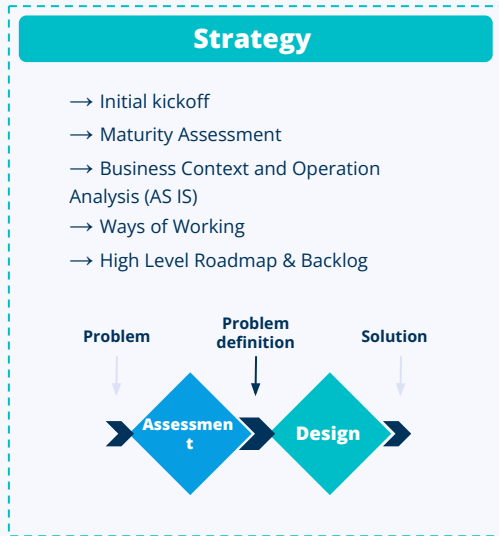 Strategy
→ Initial kickoff
→ Maturity Assessment
→ Business Context and Operation
Analysis (AS IS)
→ Ways of Working
→ High Level Roadmap & Backlog
Problem
Problem
definition
Solution
Assessmen
t
Design